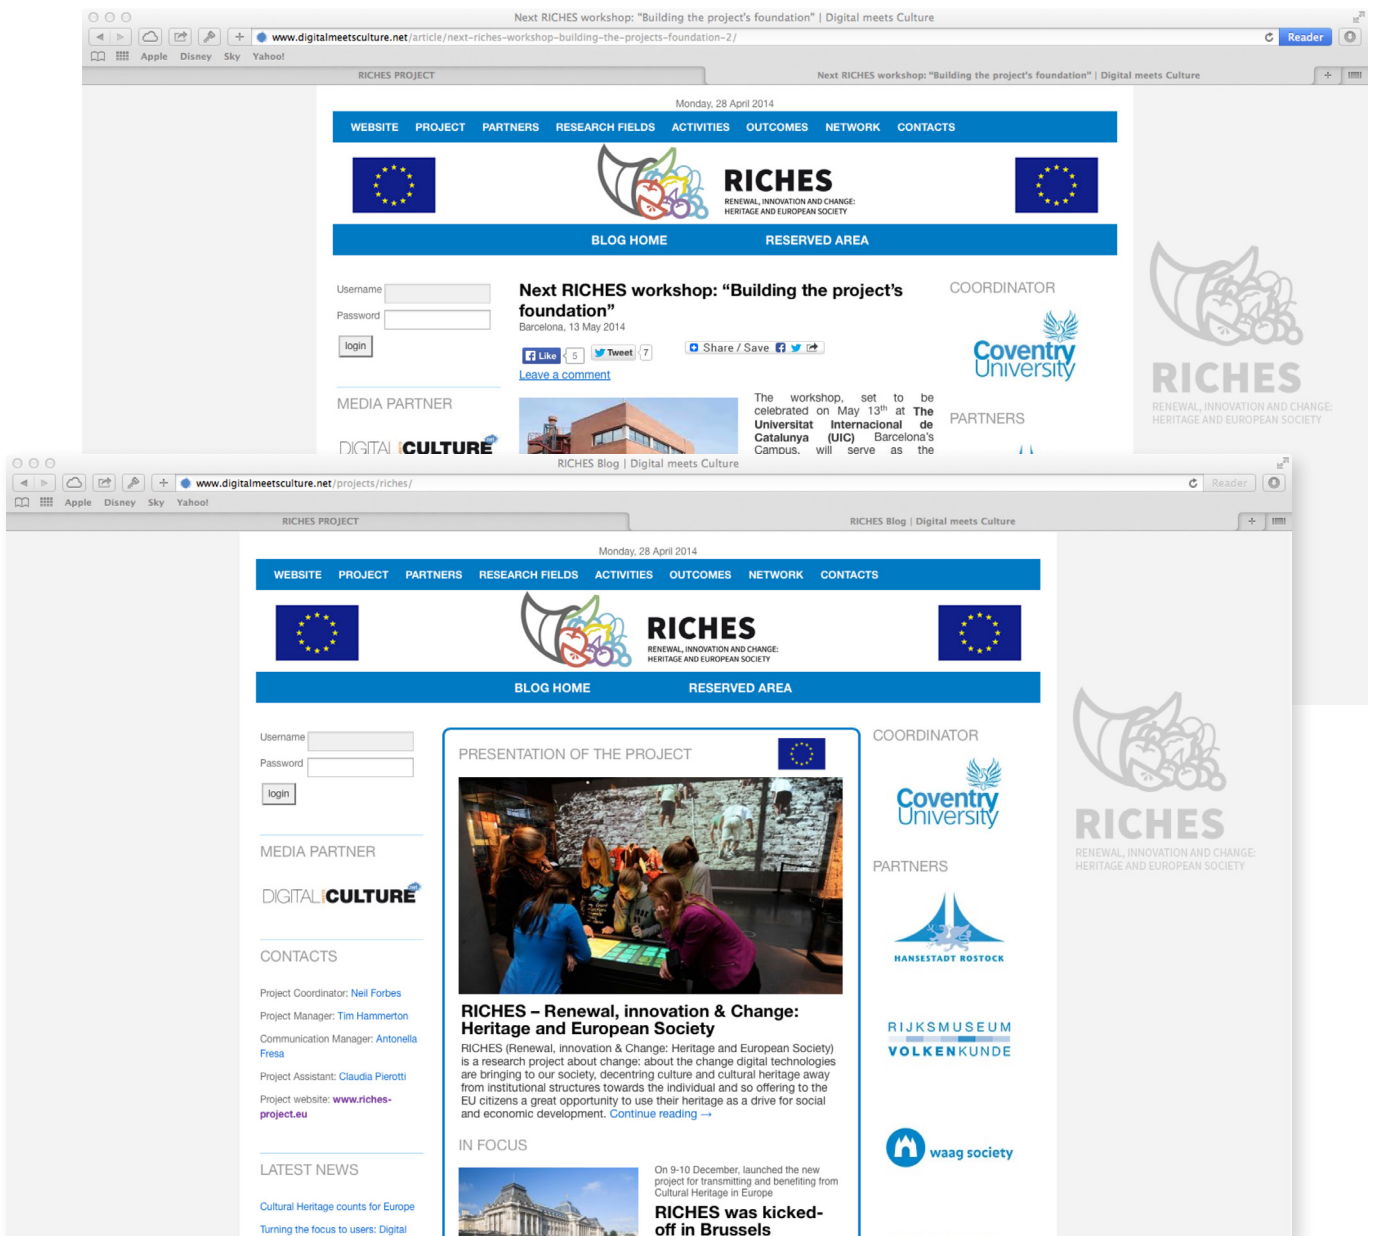 Next RICHES workshop: "Building the project's foundation" | Digital meets Culture
www.digitalmeetsculture.net/article/next-riches-workshop-building-the-projects-foundation-2/
Reader
Apple Disney Sky Yahoo!
RICHES PROJECT
Next RICHES workshop: "Building the project's foundation" | Digital meets Culture
Monday, 28 April 2014
WEBSITE PROJECT PARTNERS RESEARCH FIELDS ACTIVITIES OUTCOMES NETWORK CONTACTS
RICHES
RENEWAL, INNOVATION AND CHANGE:
HERITAGE AND EUROPEAN SOCIETY
BLOG HOME RESERVED AREA
Username
Password
login
MEDIA PARTNER
DIGITAL CULTURE
Next RICHES workshop: “Building the project’s
foundation”
Barcelona, 13 May 2014
Like 5 Tweet 7 Share / Save
Leave a comment
The workshop, set to be
celebrated on May 13th at The
Universitat Internacional de
Catalunya (UIC) Barcelona's
Campus, will serve as the
COORDINATOR
Coventry
University
PARTNERS
RICHES
RENEWAL, INNOVATION AND CHANGE:
HERITAGE AND EUROPEAN SOCIETY
RICHES Blog | Digital meets Culture
www.digitalmeetsculture.net/projects/riches/
Reader
Apple Disney Sky Yahoo!
RICHES PROJECT
RICHES Blog | Digital meets Culture
Monday, 28 April 2014
WEBSITE PROJECT PARTNERS RESEARCH FIELDS ACTIVITIES OUTCOMES NETWORK CONTACTS
RICHES
RENEWAL, INNOVATION AND CHANGE:
HERITAGE AND EUROPEAN SOCIETY
BLOG HOME RESERVED AREA
Username
Password
login
MEDIA PARTNER
DIGITAL CULTURE
CONTACTS
Project Coordinator: Neil Forbes
Project Manager: Tim Hammerton
Communication Manager: Antonella
Fresa
Project Assistant: Claudia Pierotti
Project website: www.riches-
project.eu
LATEST NEWS
Cultural Heritage counts for Europe
Turning the focus to users: Digital
PRESENTATION OF THE PROJECT
RICHES – Renewal, innovation & Change:
Heritage and European Society
RICHES (Renewal, innovation & Change: Heritage and European Society)
is a research project about change: about the change digital technologies
are bringing to our society, decentring culture and cultural heritage away
from institutional structures towards the individual and so offering to the
EU citizens a great opportunity to use their heritage as a drive for social
and economic development. Continue reading →
IN FOCUS
On 9-10 December, launched the new
project for transmitting and benefiting from
Cultural Heritage in Europe
RICHES was kicked-
off in Brussels
COORDINATOR
Coventry
University
PARTNERS
HANSESTADT ROSTOCK
RIJKSMUSEUM
VOLKENKUNDE
waag society
RICHES
RENEWAL, INNOVATION AND CHANGE:
HERITAGE AND EUROPEAN SOCIETY